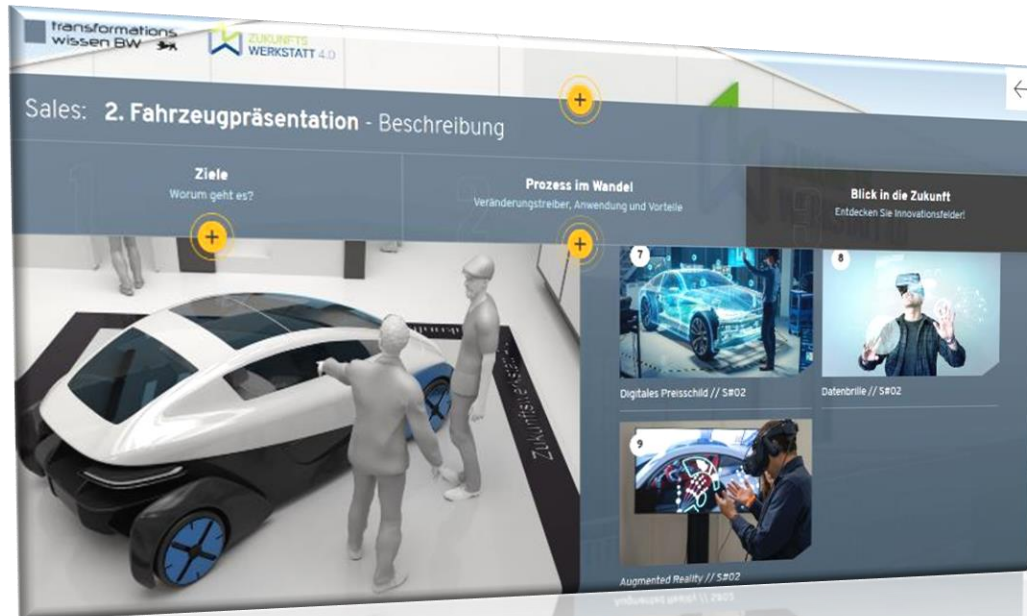 transformations
wissen BW
ZUKUNFTS
WERKSTATT 4.0
Sales: 2. Fahrzeugpräsentation - Beschreibung
Ziele
Worum geht es?
Prozess im Wandel
Veränderungstreiber, Anwendung und Vorteile
Blick in die Zukunft
Entdecken Sie Innovationsfelder!
7
8
Digitales Preisschild // S#02
Datenbrille // S#02
9
Augmented Reality // S#02
Zukunftswerkstatt